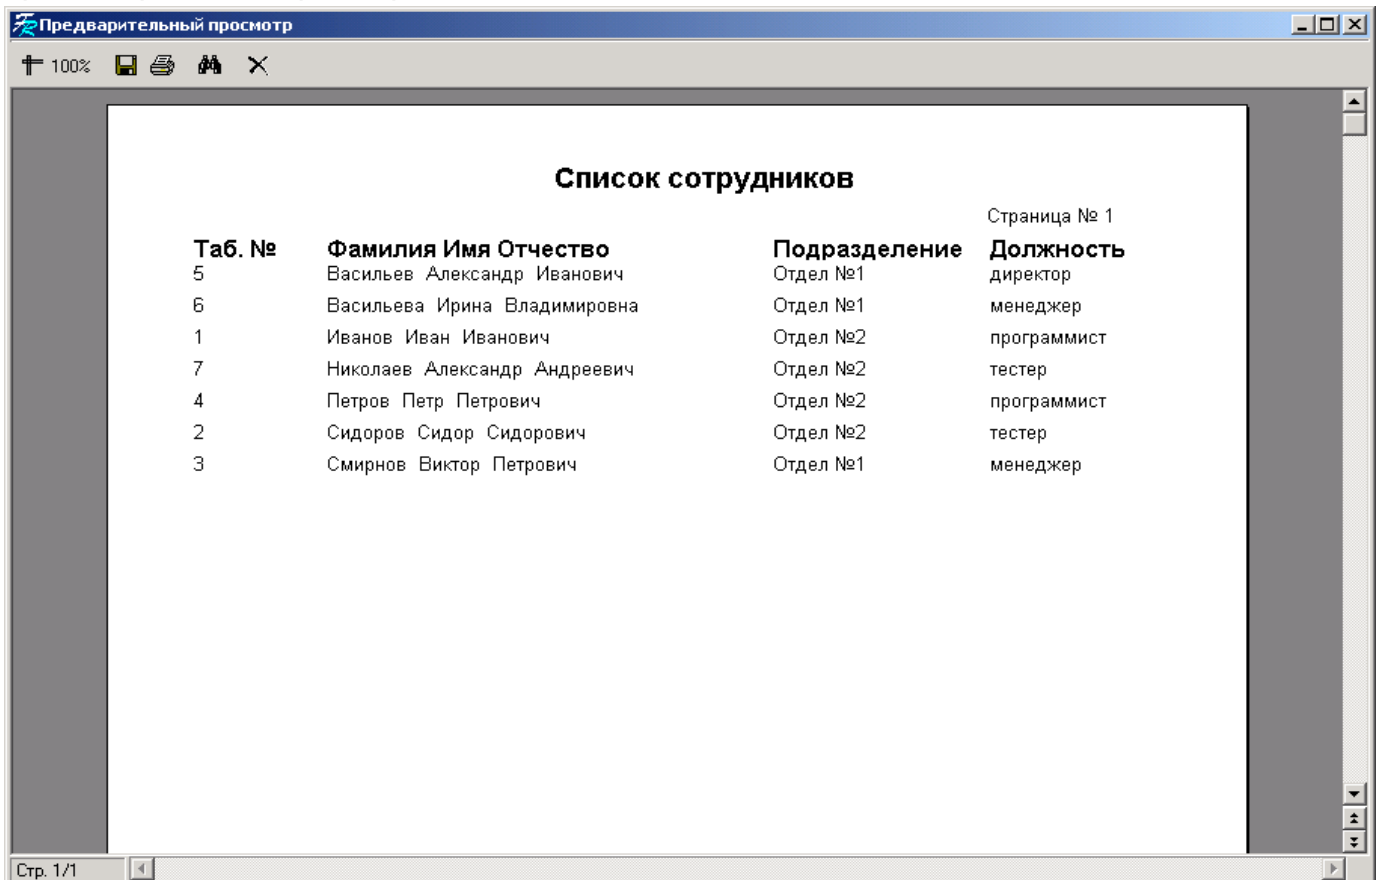 Предварительный просмотр
100%
Список сотрудников
Страница № 1
Таб. № Фамилия Имя Отчество Подразделение Должность
5 Васильев Александр Иванович Отдел №1 директор
6 Васильева Ирина Владимировна Отдел №1 менеджер
1 Иванов Иван Иванович Отдел №2 программист
7 Николаев Александр Андреевич Отдел №2 тестер
4 Петров Петр Петрович Отдел №2 программист
2 Сидоров Сидор Сидорович Отдел №2 тестер
3 Смирнов Виктор Петрович Отдел №1 менеджер
Стр. 1/1